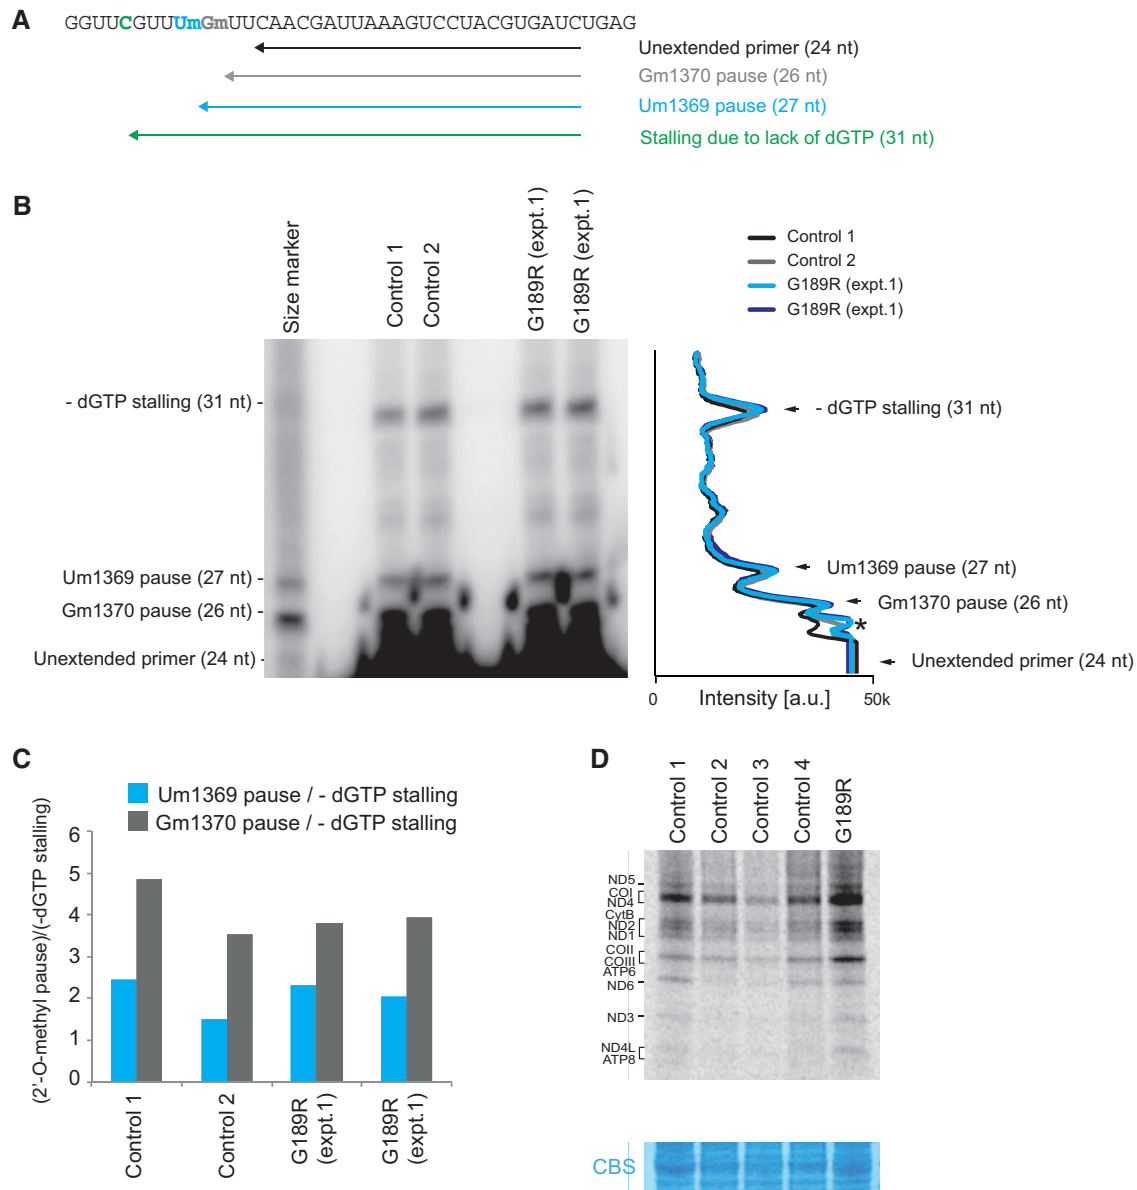 A
GGUUCGUUUUmGmUUCAACGAUUAAAGUCCUACGUGAUCUGAG
Unextended primer (24 nt)
Gm1370 pause (26 nt)
Um1369 pause (27 nt)
Stalling due to lack of dGTP (31 nt)
B
Size marker
Control 1
Control 2
G189R (expt.1)
G189R (expt.1)
- dGTP stalling (31 nt) -
Um1369 pause (27 nt) -
Gm1370 pause (26 nt) -
Unextended primer (24 nt) -
Control 1
Control 2
G189R (expt.1)
G189R (expt.1)
- dGTP stalling (31 nt)
Um1369 pause (27 nt)
Gm1370 pause (26 nt)
*
Unextended primer (24 nt)
0
Intensity [a.u.]
50k
C
Um1369 pause / - dGTP stalling
Gm1370 pause / - dGTP stalling
(2'-O-methyl pause)/(-dGTP stalling)
6
5
4
3
2
1
0
Control 1
Control 2
G189R
(expt.1)
G189R
(expt.1)
D
Control 1
Control 2
Control 3
Control 4
G189R
ND5
COI
ND4
CytB
ND2
ND1
COII
COIII
ATP6
ND6
ND3
ND4L
ATP8
CBS